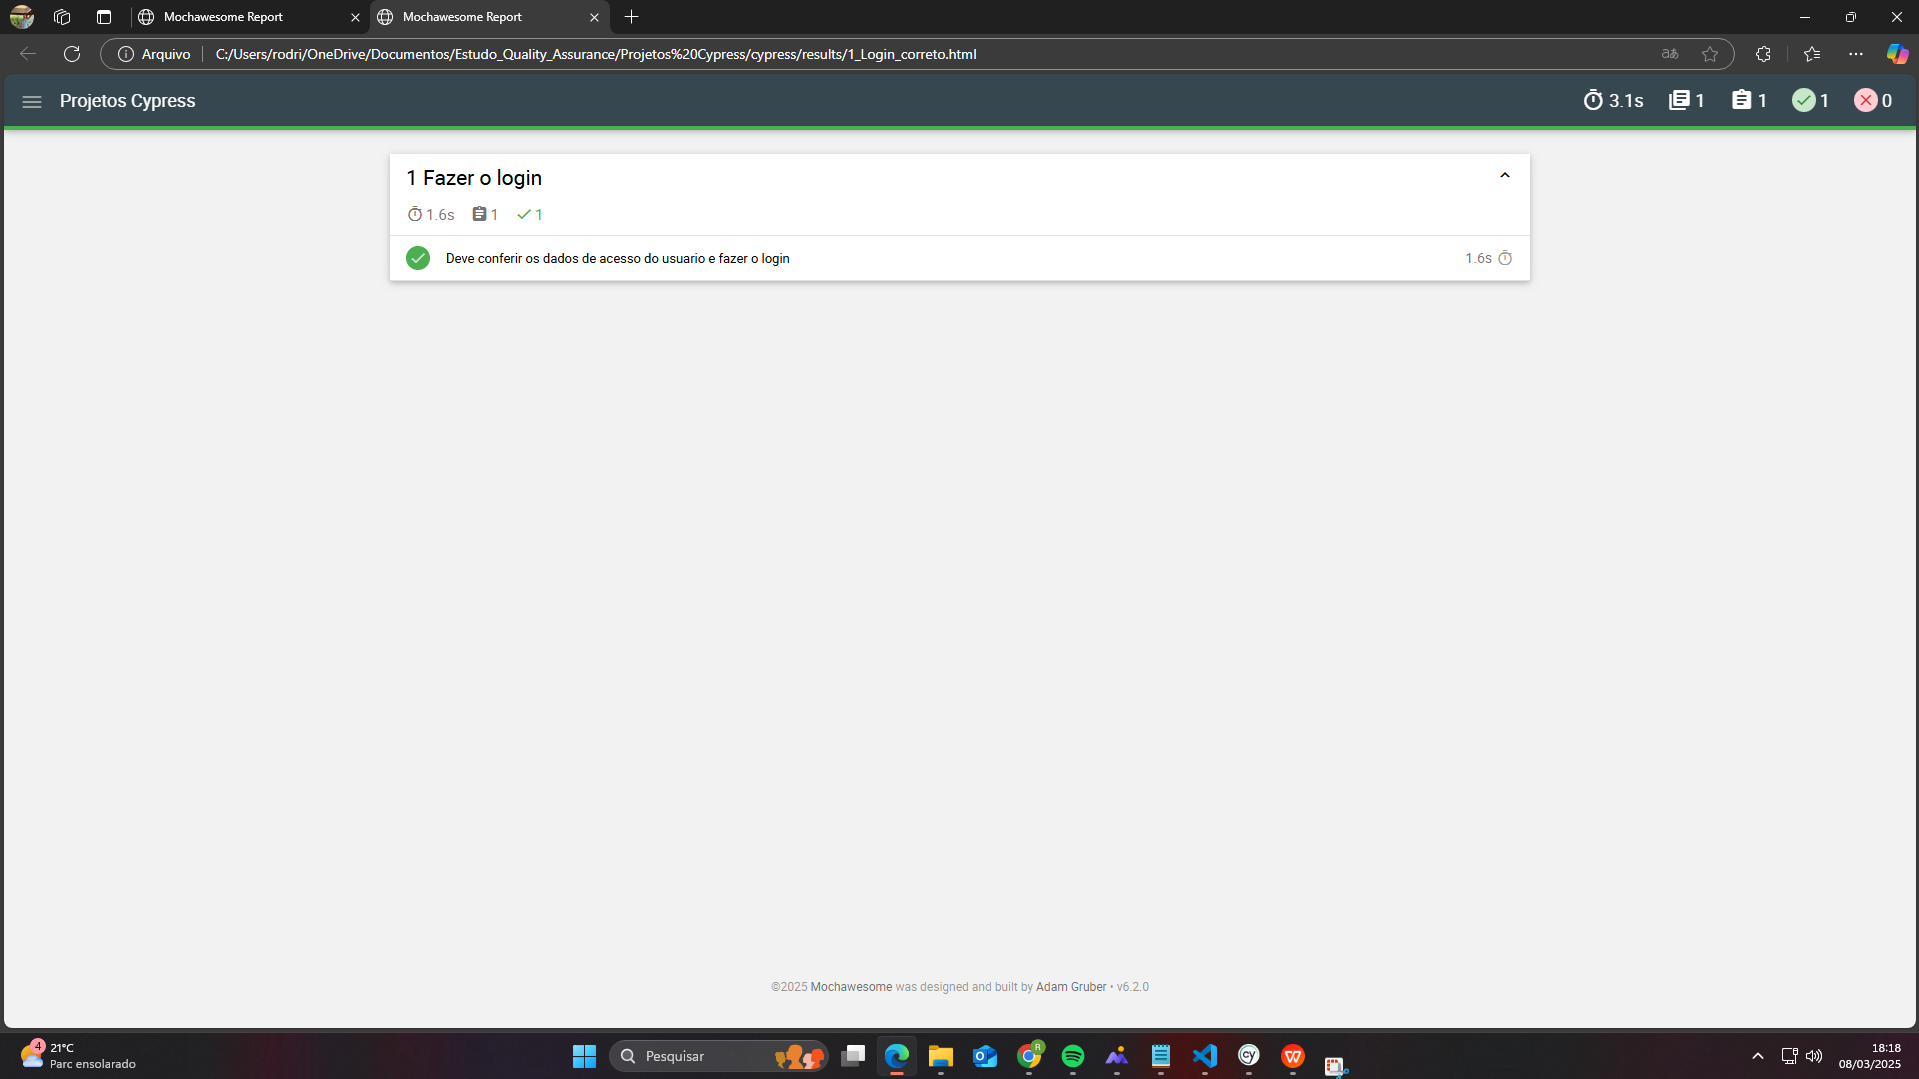 Mochawesome Report
Mochawesome Report
Arquivo
C:/Users/rodri/OneDrive/Documentos/Estudo_Quality_Assurance/Projetos%20Cypress/cypress/results/1_Login_correto.html
Projetos Cypress
3.1s 1 1 1 0
1 Fazer o login
1.6s 1 1
Deve conferir os dados de acesso do usuario e fazer o login
1.6s
©2025 Mochawesome was designed and built by Adam Gruber • v6.2.0
4
21°C
Parc ensolarado
Pesquisar
R
cy
W
18:18
08/03/2025